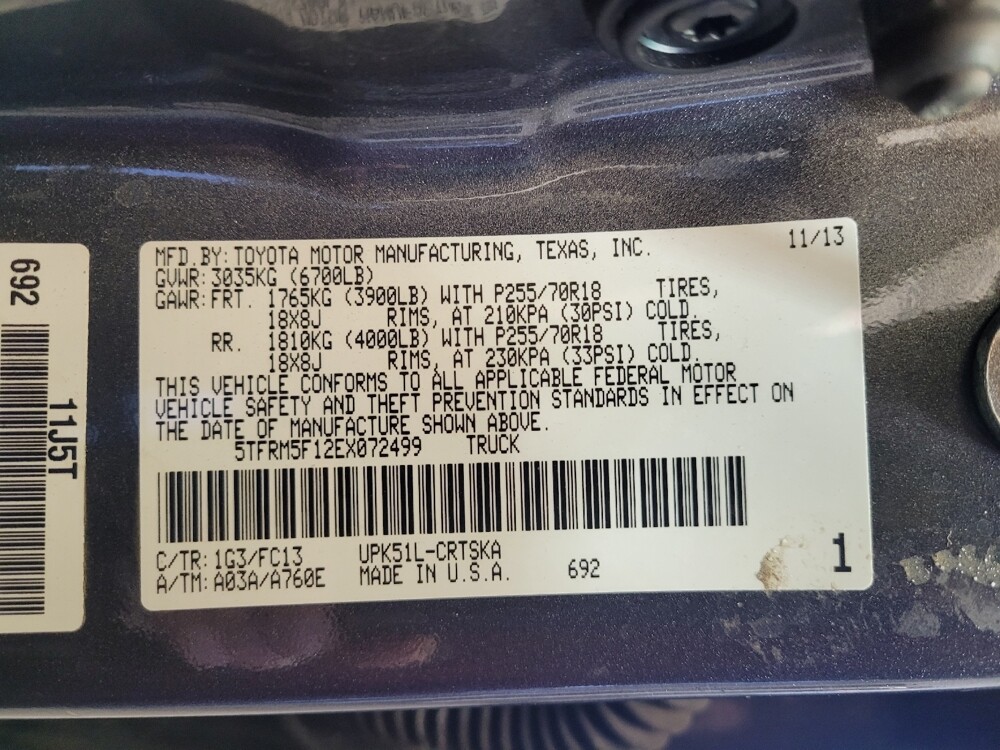 692
11J5T
MFD.BY:TOYOTA MOTOR MANUFACTURING, TEXAS, INC. 11/13
GVWR:3035KG (6700LB)
GAWR:FRT. 1765KG (3900LB) WITH P255/70R18 TIRES,
18X8J RIMS, AT 210KPA (30PSI) COLD.
RR. 1810KG (4000LB) WITH P255/70R18 TIRES,
18X8J RIMS, AT 230KPA (33PSI) COLD.
THIS VEHICLE CONFORMS TO ALL APPLICABLE FEDERAL MOTOR
VEHICLE SAFETY AND THEFT PREVENTION STANDARDS IN EFFECT ON
THE DATE OF MANUFACTURE SHOWN ABOVE.
5TFRM5F12EX072499 TRUCK
C/TR:1G3/FC13 UPK51L-CRTSKA
A/TM:A03A/A760E MADE IN U.S.A. 692 1